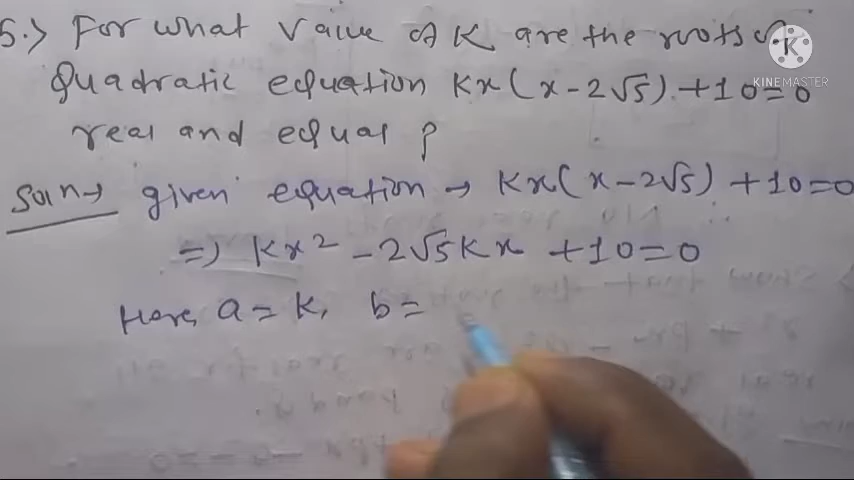 5.> For what value of K are the roots of
Quadratic equation Kx(x-2√5)+10=0
real and equal ?
Soln→ given equation → Kx(x-2√5)+10=0
=) Kx² -2√5Kx +10=0
Here, a = K, b=
K
KINEMASTER